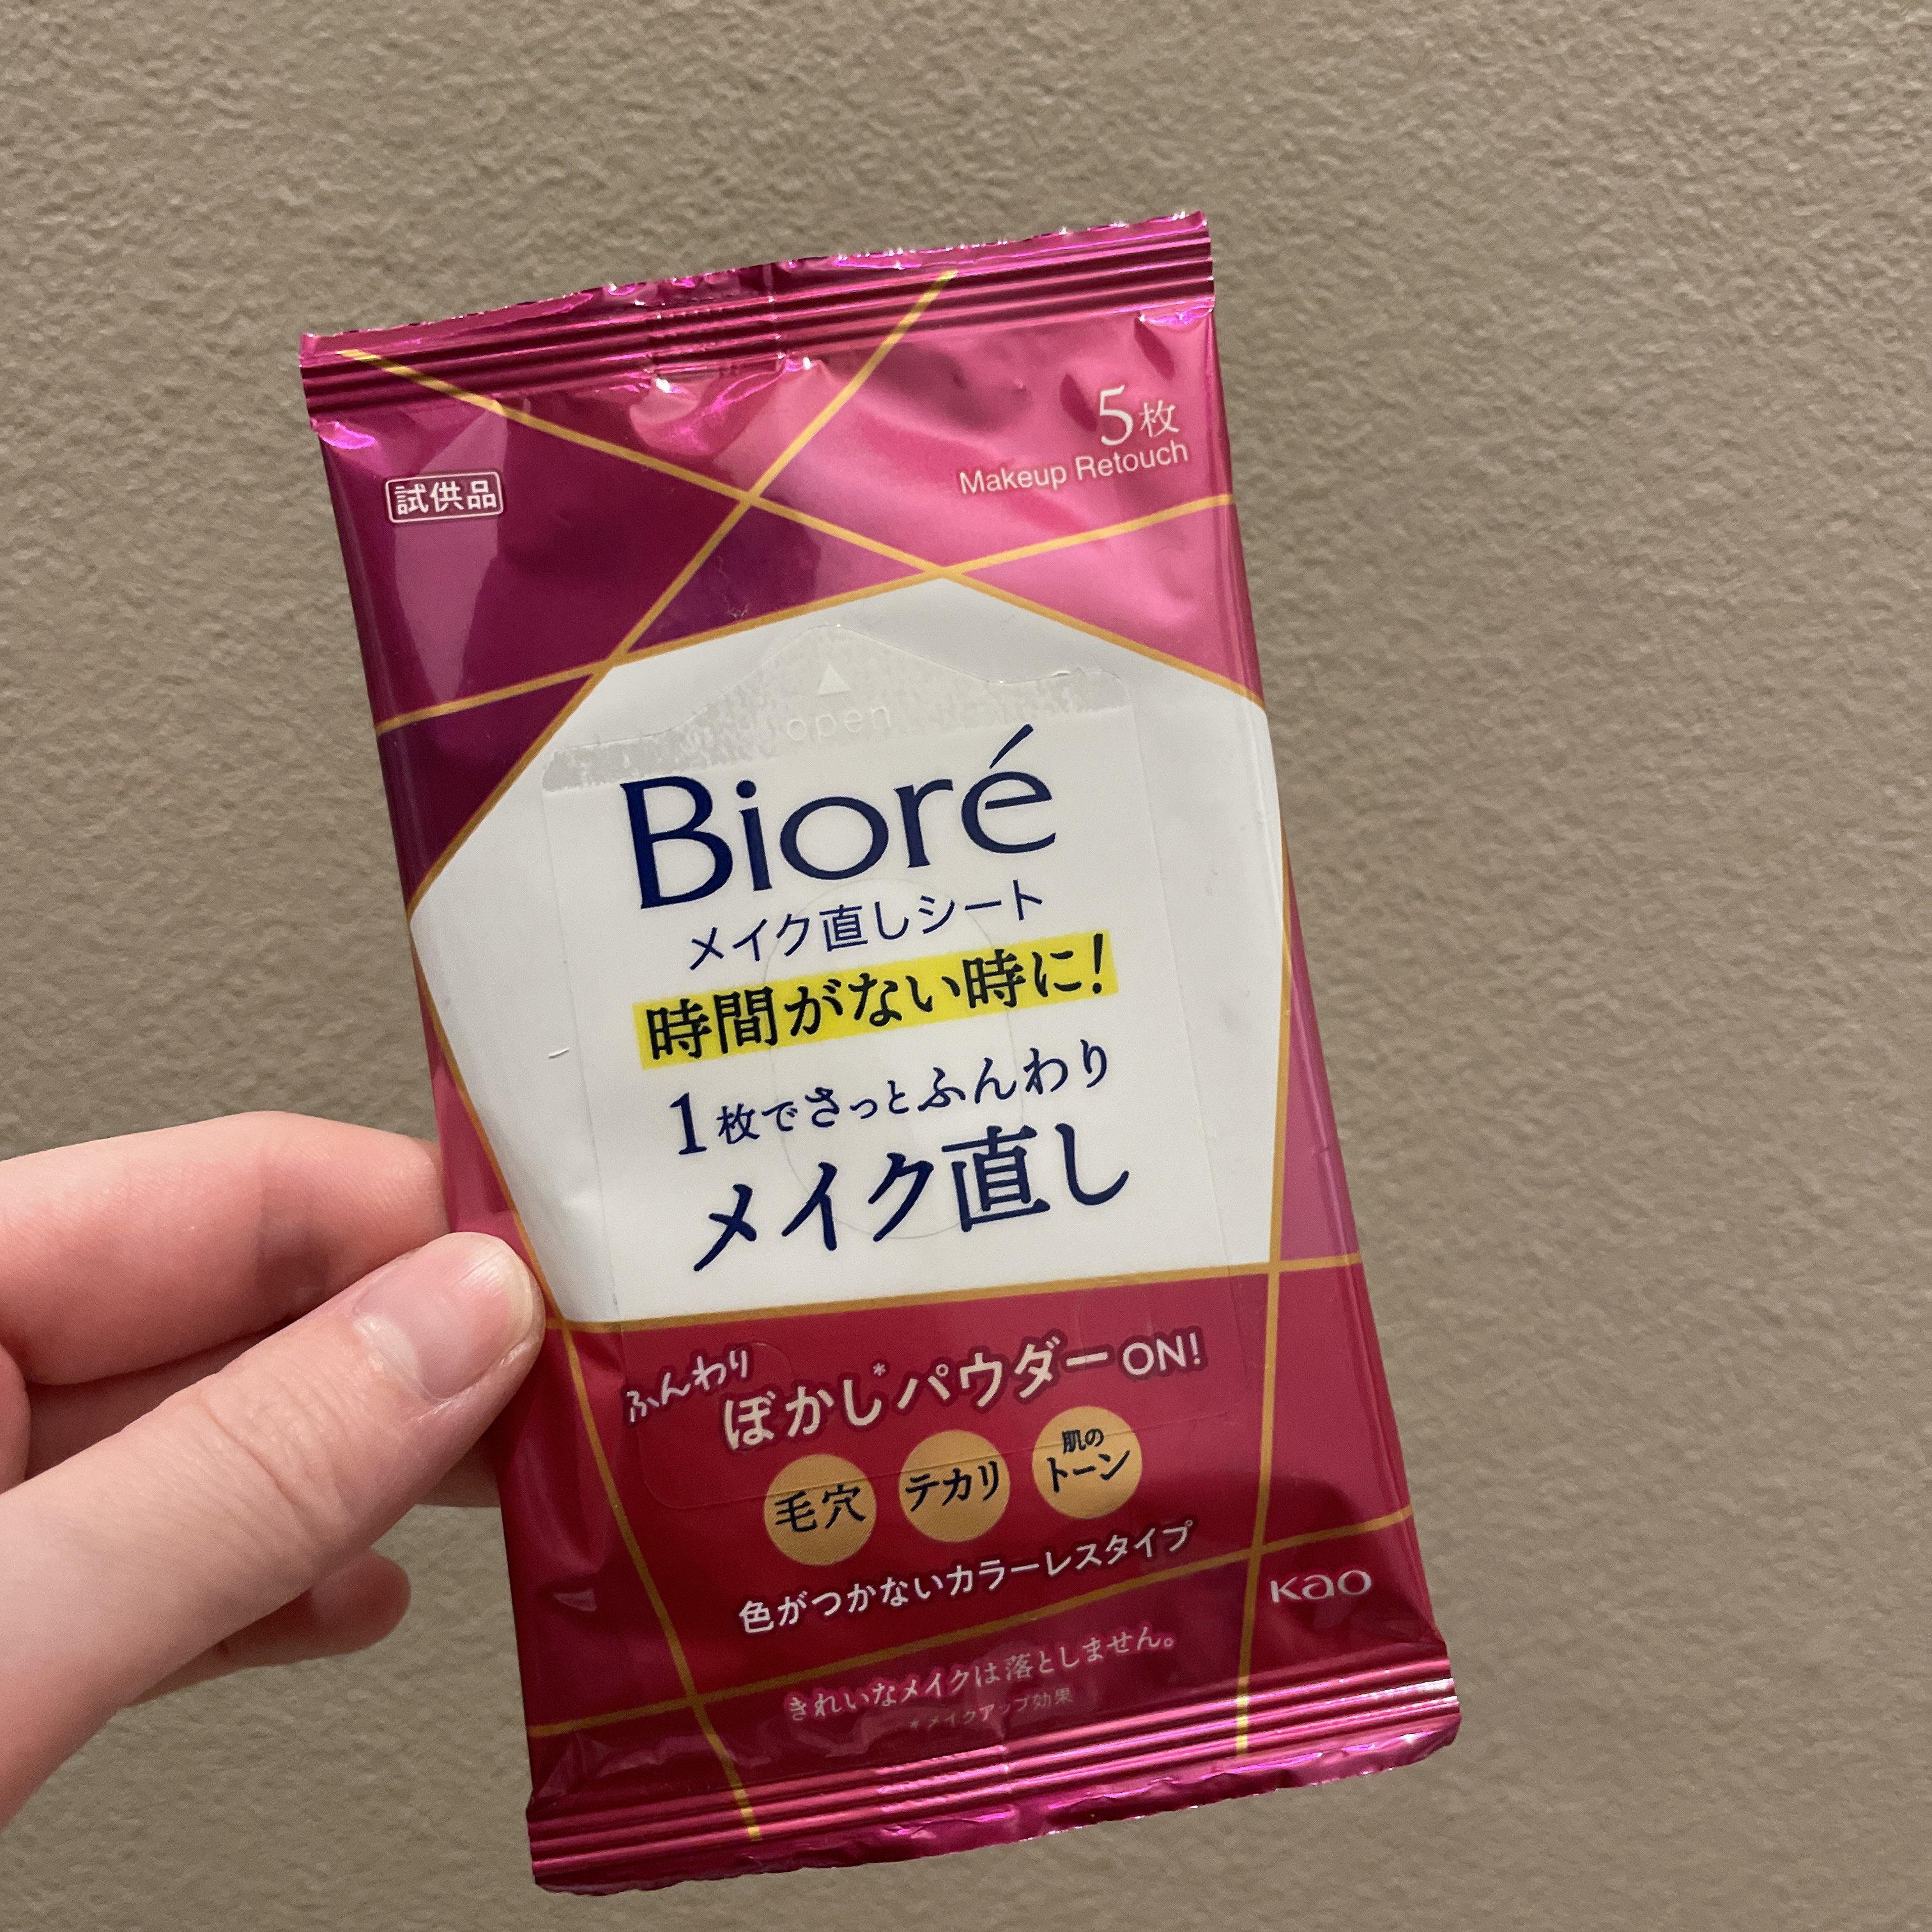 5枚
Makeup Retouch
試供品
open
Bioré
メイク直しシート
時間がない時に!
1枚でさっとふんわり
メイク直し
ふんわり
ぼかし*パウダーON!
毛穴
テカリ
肌の
トーン
色がつかないカラーレスタイプ
Kao
きれいなメイクは落としません。
*メイクアップ効果